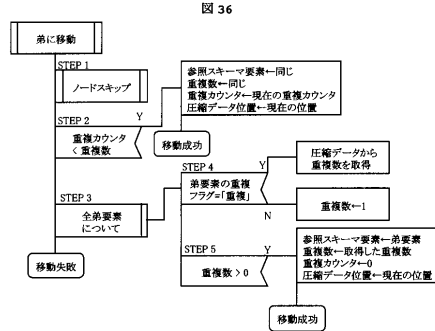 図 36
弟に移動
STEP 1
ノードスキップ
STEP 2
Y
重複カウンタ
< 重複数
参照スキーマ要素←同じ
重複数←同じ
重複カウンタ←現在の重複カウンタ
圧縮データ位置←現在の位置
移動成功
STEP 3
全弟要素
について
STEP 4
Y
弟要素の重複
フラグ=「重複」
N
圧縮データから
重複数を取得
重複数←1
STEP 5
Y
重複数 > 0
参照スキーマ要素←弟要素
重複数←取得した重複数
重複カウンタ←0
圧縮データ位置←現在の位置
移動成功
移動失敗